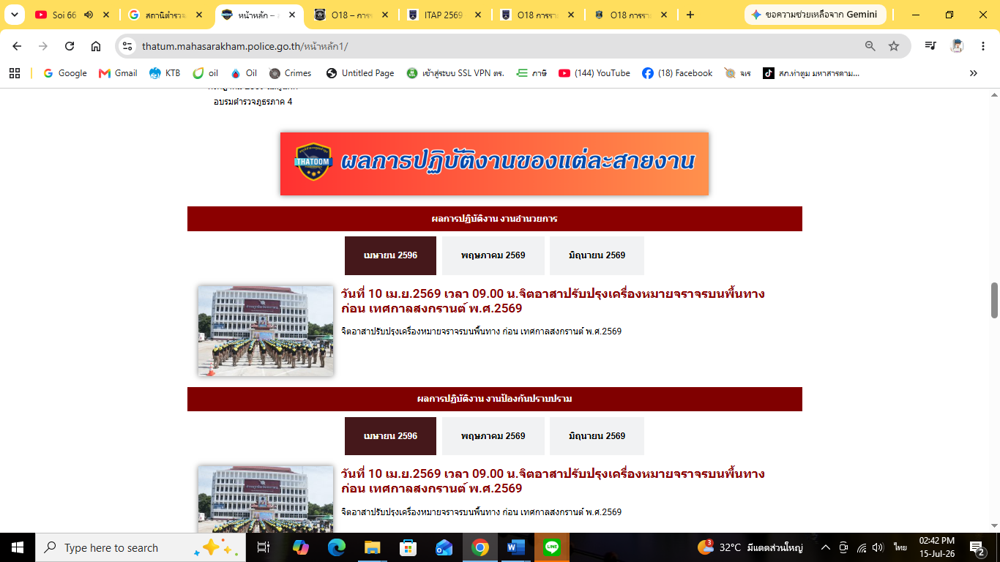 Soi 66
สถานีตำรวจ
หน้าหลัก –
O18 – การ
ITAP 2569
O18 การราย
O18 การราย
ขอความช่วยเหลือจาก Gemini
thatum.mahasarakham.police.go.th/หน้าหลัก1/
Google
Gmail
KTB
oil
Oil
Crimes
Untitled Page
เข้าสู่ระบบ SSL VPN ตร.
ภาษี
(144) YouTube
(18) Facebook
จเร
สภ.ท่าตูม มหาสารคาม...
อบรมตำรวจภูธรภาค 4
THATOOM
ผลการปฏิบัติงานของแต่ละสายงาน
ผลการปฏิบัติงาน งานอำนวยการ
เมษายน 2596
พฤษภาคม 2569
มิถุนายน 2569
วันที่ 10 เม.ย.2569 เวลา 09.00 น.จิตอาสาปรับปรุงเครื่องหมายจราจรบนพื้นทาง
ก่อน เทศกาลสงกรานต์ พ.ศ.2569
จิตอาสาปรับปรุงเครื่องหมายจราจรบนพื้นทาง ก่อน เทศกาลสงกรานต์ พ.ศ.2569
ผลการปฏิบัติงาน งานป้องกันปราบปราม
เมษายน 2596
พฤษภาคม 2569
มิถุนายน 2569
วันที่ 10 เม.ย.2569 เวลา 09.00 น.จิตอาสาปรับปรุงเครื่องหมายจราจรบนพื้นทาง
ก่อน เทศกาลสงกรานต์ พ.ศ.2569
จิตอาสาปรับปรุงเครื่องหมายจราจรบนพื้นทาง ก่อน เทศกาลสงกรานต์ พ.ศ.2569
Type here to search
3
32°C มีแดดส่วนใหญ่
ไทย
02:42 PM
15-Jul-26
2